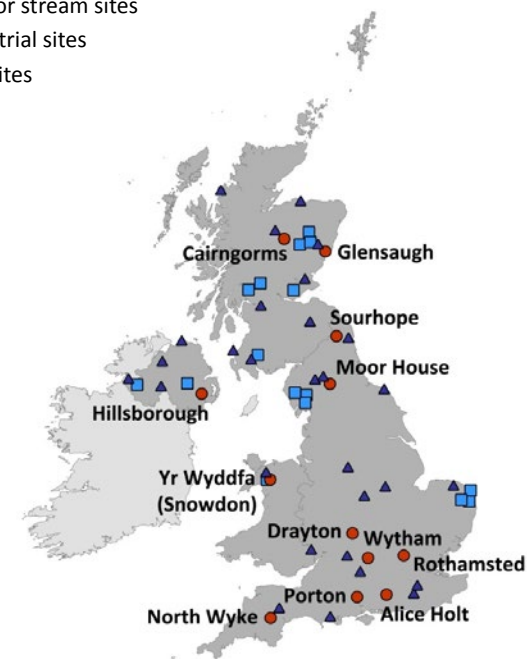 or stream sites
trial sites
ites
Cairngorms
Glensaugh
Sourhope
Moor House
Hillsborough
Yr Wyddfa
(Snowdon)
Drayton
Wytham
Rothamsted
Porton
Alice Holt
North Wyke